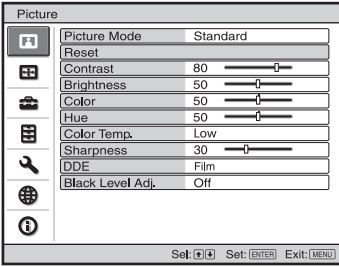 Picture
Picture Mode Standard
Reset
Contrast 80
Brightness 50
Color 50
Hue 50
Color Temp. Low
Sharpness 30
DDE Film
Black Level Adj. Off
Sel: Set: ENTER Exit: MENU